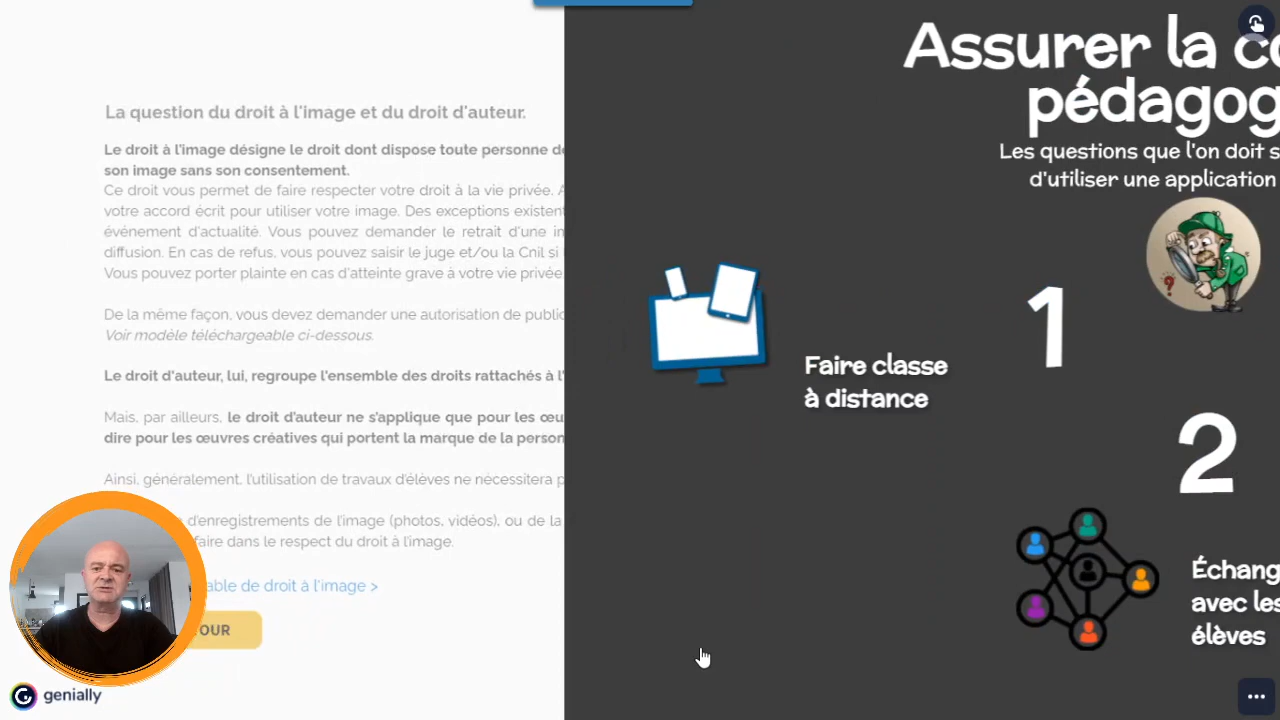 La question du droit à l'image et du droit d'auteur.
Le droit à l'image désigne le droit dont dispose toute personne
son image sans son consentement.
Ce droit vous permet de faire respecter votre droit à la vie privée.
votre accord écrit pour utiliser votre image. Des exceptions existent
événement d'actualité. Vous pouvez demander le retrait d'une
diffusion. En cas de refus, vous pouvez saisir le juge et/ou la Cnil si
Vous pouvez porter plainte en cas d'atteinte grave à votre vie privée
De la même façon, vous devez demander une autorisation de
Voir modèle téléchargeable ci-dessous.
Le droit d'auteur, lui, regroupe l'ensemble des droits rattachés à
Mais, par ailleurs, le droit d'auteur ne s'applique que pour les
dire pour les œuvres créatives qui portent la marque de la
Ainsi, généralement, l'utilisation de travaux d'élèves ne nécessitera
d'enregistrements de l'image (photos, vidéos), ou de la
faire dans le respect du droit à l'image.
able de droit à l'image >
OUR
genially
Assurer la co
pédagog
Les questions que l'on doit s
d'utiliser une application
1
Faire classe
à distance
2
Échang
avec les
élèves